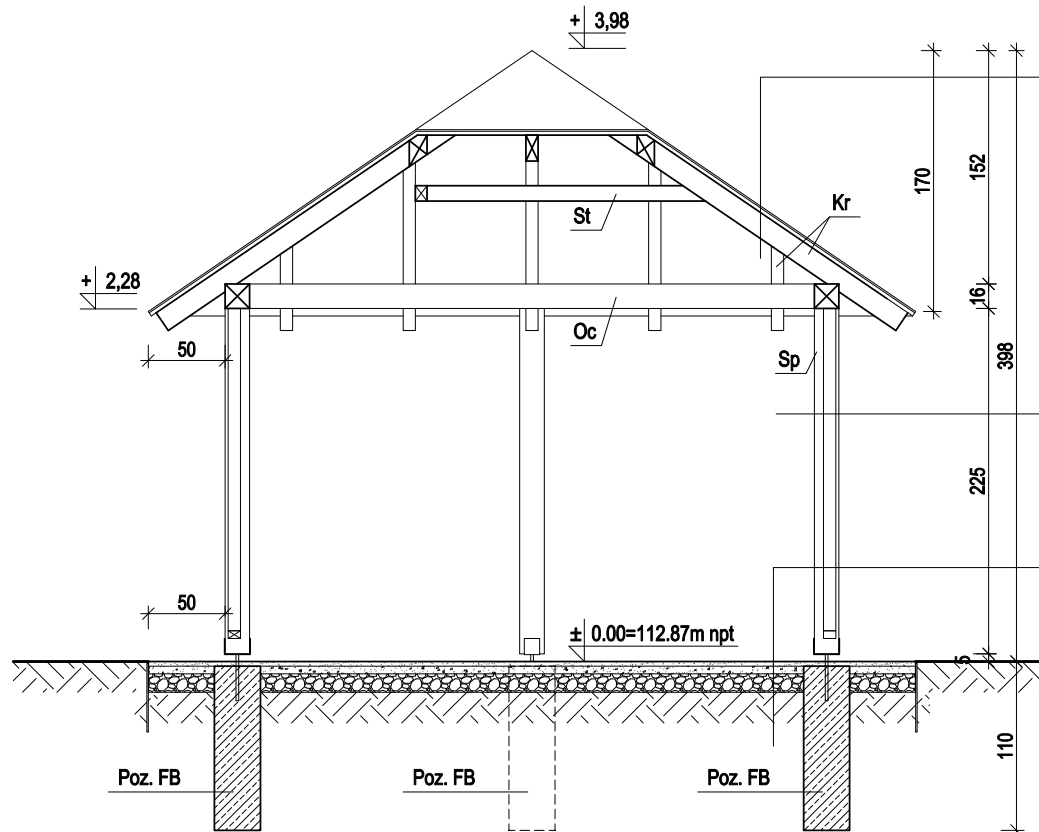 + 3,98
170
152
Kr
St
+ 2,28
16
Oc
50
Sp
398
225
50
± 0.00=112.87m npt
5
110
Poz. FB
Poz. FB
Poz. FB